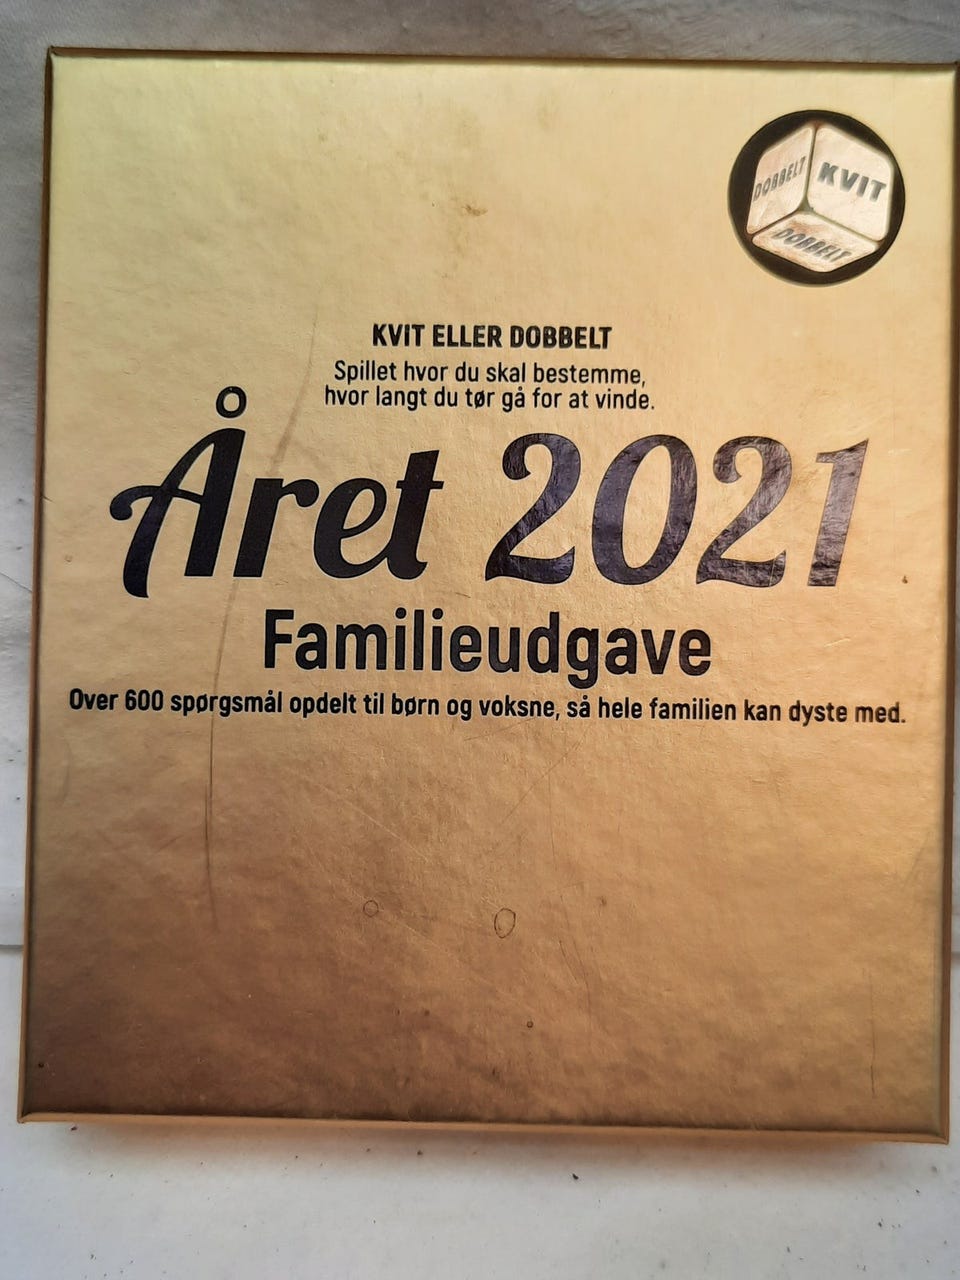 DOBBELT
KVIT
DOBBELT
KVIT ELLER DOBBELT
Spillet hvor du skal bestemme,
hvor langt du tør gå for at vinde.
Året 2021
Familieudgave
Over 600 spørgsmål opdelt til børn og voksne, så hele familien kan dyste med.